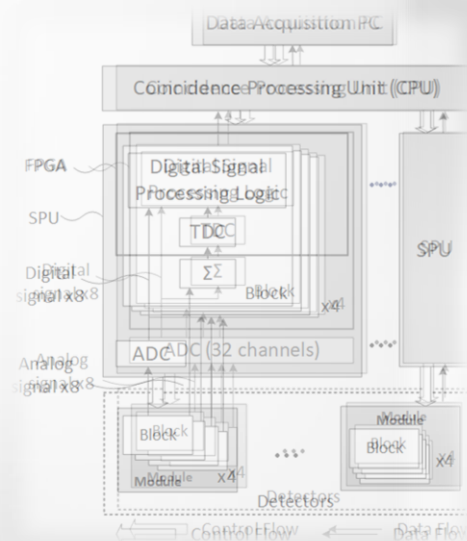 Data Acquisition PC
Coincidence Processing Unit (CPU)
FPGA
Digital Signal
Processing Logic
SPU
TDC
SPU
Digital
signal x8
Σ
Block
x4
ADC (32 channels)
Analog
signal x8
Block
Module
x4
Module
Block
x4
Detectors
Control Flow
Data Flow